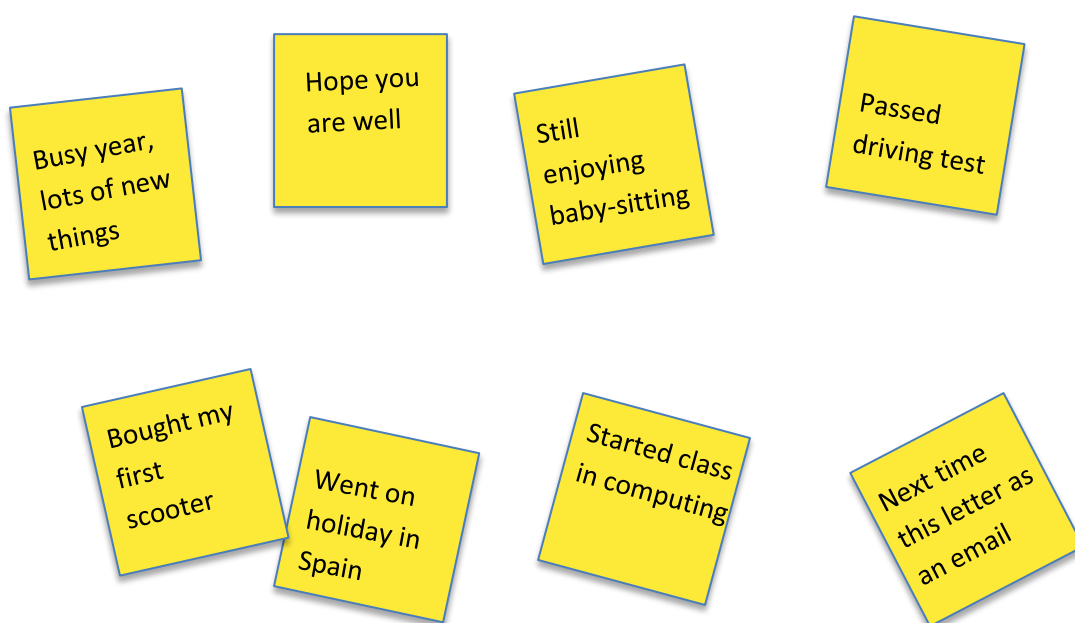 Busy year,
lots of new
things
Hope you
are well
Still
enjoying
baby-sitting
Passed
driving test
Bought my
first
scooter
Went on
holiday in
Spain
Started class
in computing
Next time
this letter as
an email